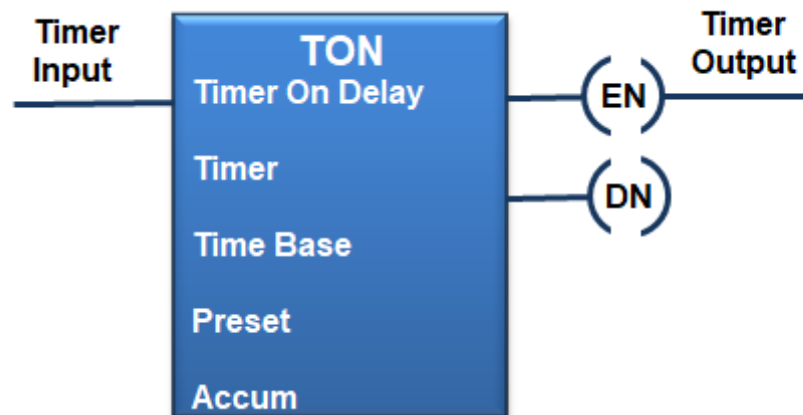 Timer
Input
TON
Timer On Delay
Timer
Time Base
Preset
Accum
EN
DN
Timer
Output